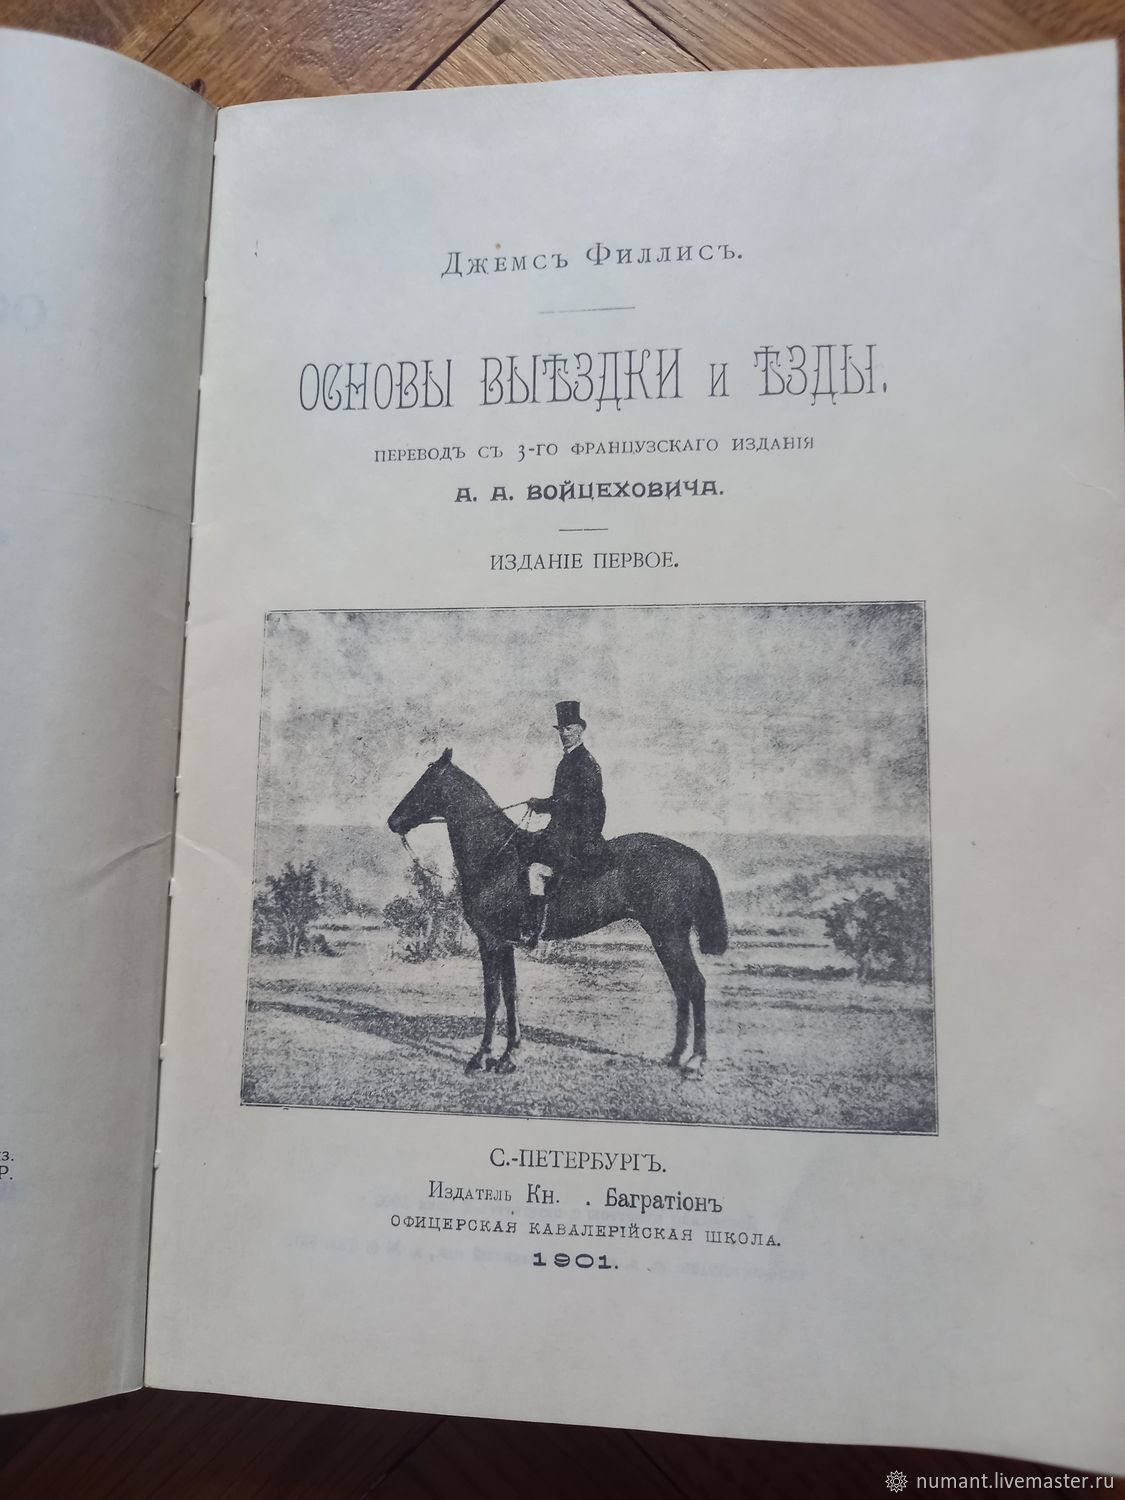 Джемсъ Филлисъ.
ОСНОВЫ ВЫѢЗДКИ И ѢЗДЫ.
ПЕРЕВОДЪ СЪ 3-ГО ФРАНЦУЗСКАГО ИЗДАНІЯ
А. А. ВОЙЦЕХОВИЧА.
ИЗДАНІЕ ПЕРВОЕ.
С.-ПЕТЕРБУРГЪ.
Издатель Кн. . Багратіонъ
ОФИЦЕРСКАЯ КАВАЛЕРІЙСКАЯ ШКОЛА.
1901.
numant.livemaster.ru